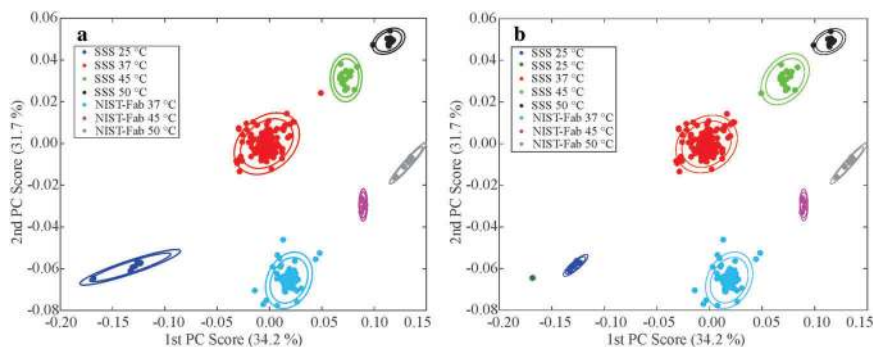 a
SSS 25 °C
SSS 37 °C
SSS 45 °C
SSS 50 °C
NIST-Fab 37 °C
NIST-Fab 45 °C
NIST-Fab 50 °C
0.06
0.04
0.02
0.00
-0.02
-0.04
-0.06
-0.08
2nd PC Score (31.7 %)
-0.20
-0.15
-0.10
-0.05
0.00
0.05
0.10
0.15
1st PC Score (34.2 %)
b
SSS 25 °C
SSS 25 °C
SSS 37 °C
SSS 45 °C
SSS 50 °C
NIST-Fab 37 °C
NIST-Fab 45 °C
NIST-Fab 50 °C
0.06
0.04
0.02
0.00
-0.02
-0.04
-0.06
-0.08
2nd PC Score (31.7 %)
-0.20
-0.15
-0.10
-0.05
0.00
0.05
0.10
0.15
1st PC Score (34.2 %)